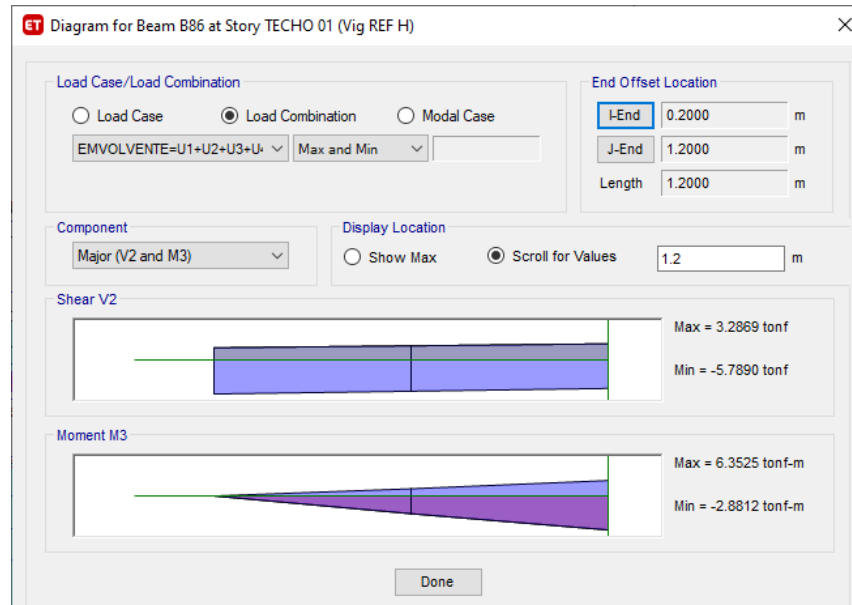 ET Diagram for Beam B86 at Story TECHO 01 (Vig REF H)
Load Case/Load Combination
Load Case Load Combination Modal Case
EMVOLVENTE=U1+U2+U3+U4 Max and Min
End Offset Location
I-End 0.2000 m
J-End 1.2000 m
Length 1.2000 m
Component
Major (V2 and M3)
Display Location
Show Max Scroll for Values 1.2 m
Shear V2
Max = 3.2869 tonf
Min = -5.7890 tonf
Moment M3
Max = 6.3525 tonf-m
Min = -2.8812 tonf-m
Done